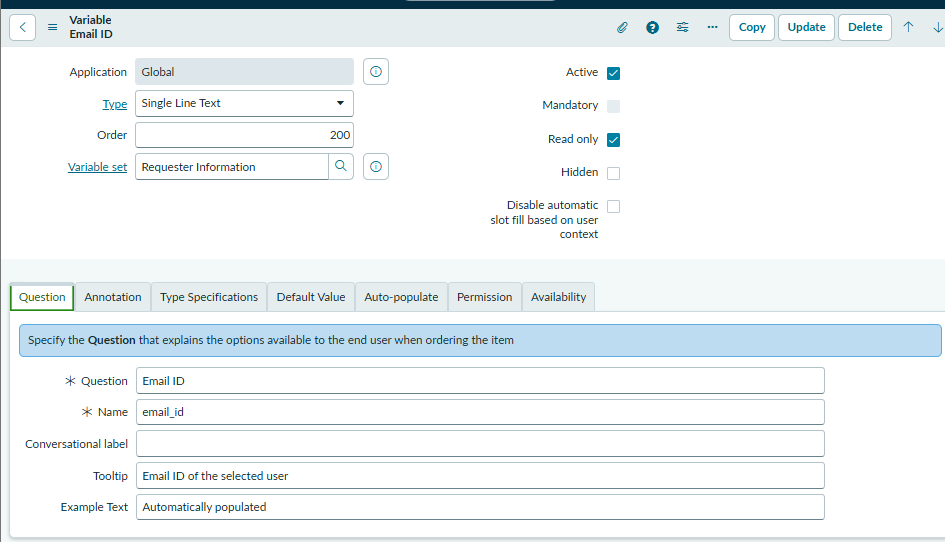 Variable
Email ID
Copy
Update
Delete
Application
Global
Active
Type
Single Line Text
Mandatory
Order
200
Read only
Variable set
Requester Information
Hidden
Disable automatic
slot fill based on user
context
Question
Annotation
Type Specifications
Default Value
Auto-populate
Permission
Availability
Specify the Question that explains the options available to the end user when ordering the item
Question
Email ID
Name
email_id
Conversational label
Tooltip
Email ID of the selected user
Example Text
Automatically populated